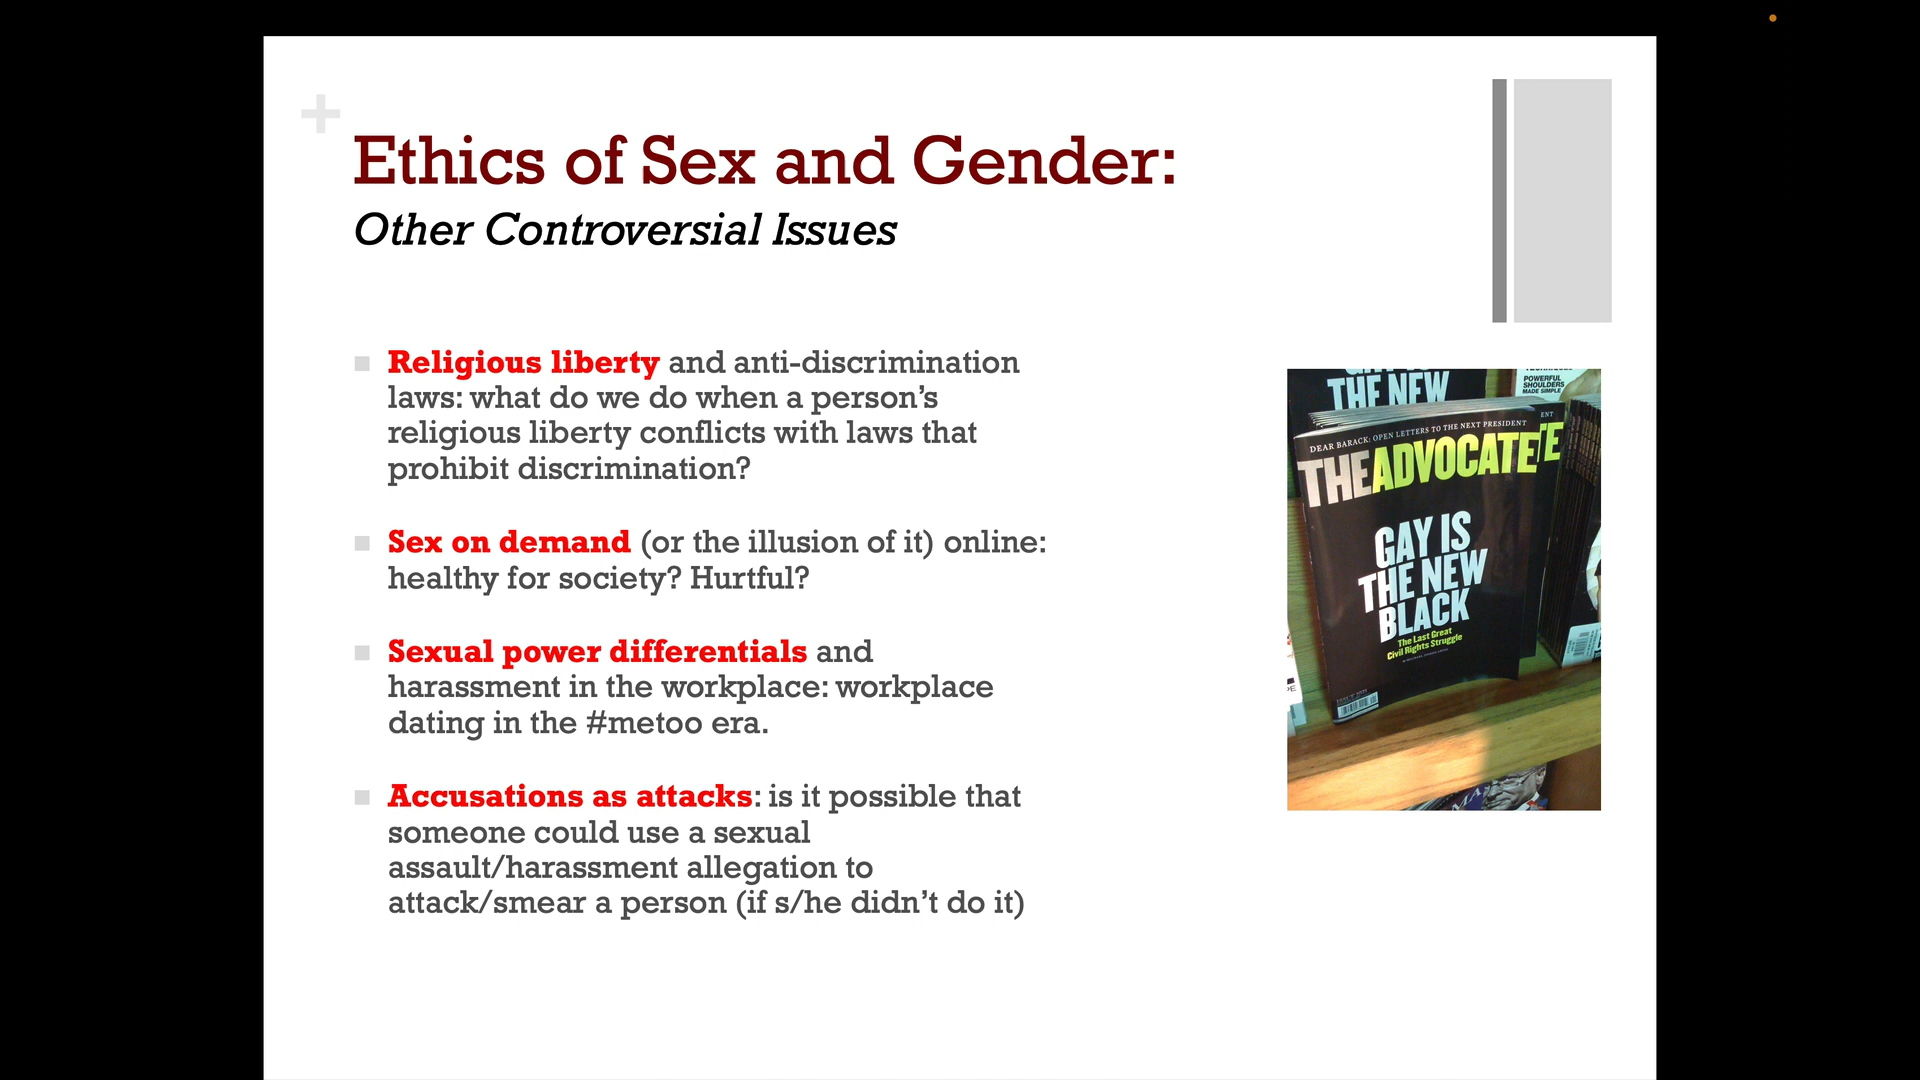 +
Ethics of Sex and Gender:
Other Controversial Issues
Religious liberty and anti-discrimination
laws: what do we do when a person’s
religious liberty conflicts with laws that
prohibit discrimination?
Sex on demand (or the illusion of it) online:
healthy for society? Hurtful?
Sexual power differentials and
harassment in the workplace: workplace
dating in the #metoo era.
Accusations as attacks: is it possible that
someone could use a sexual
assault/harassment allegation to
attack/smear a person (if s/he didn’t do it)
THE NEW
POWERFUL
SHOULDERS
MADE SIMPLE
ENT
DEAR BARACK: OPEN LETTERS TO THE NEXT PRESIDENT
THEADVOCATE
TE
GAY IS
THE NEW
BLACK
The Last Great
Civil Rights Struggle